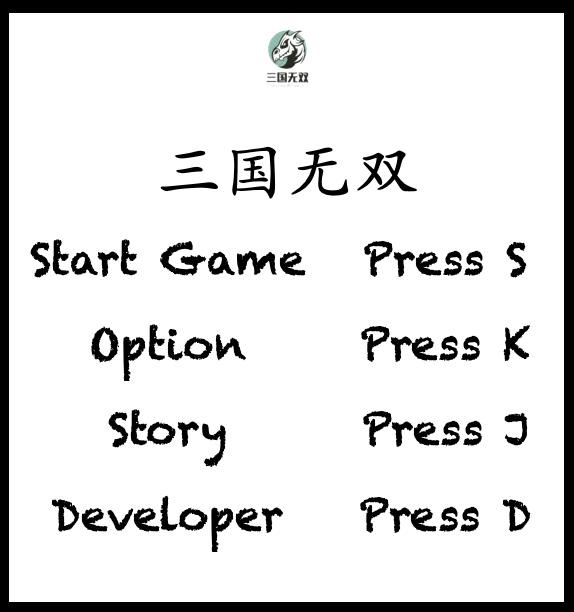 三国无双
三国无双
Start Game Press S
Option Press K
Story Press J
Developer Press D